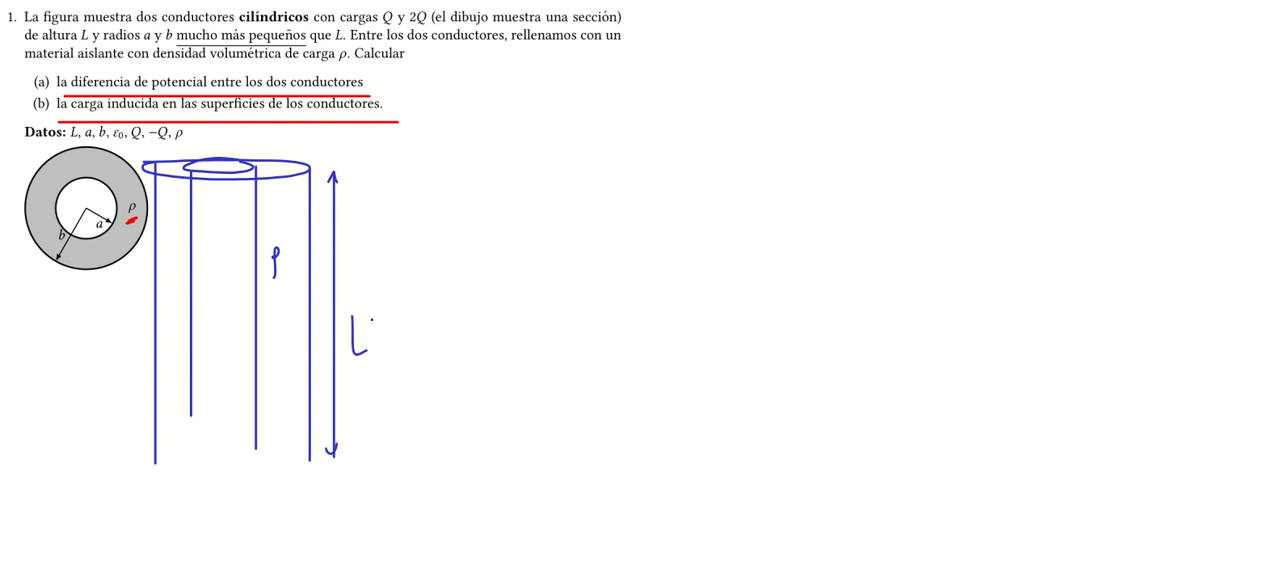 1. La figura muestra dos conductores cilíndricos con cargas Q y 2Q (el dibujo muestra una sección)
de altura L y radios a y b mucho más pequeños que L. Entre los dos conductores, rellenamos con un
material aislante con densidad volumétrica de carga ρ. Calcular
(a) la diferencia de potencial entre los dos conductores
(b) la carga inducida en las superficies de los conductores.
Datos: L, a, b, ε₀, Q, −Q, ρ
ρ
a
b
ρ
L